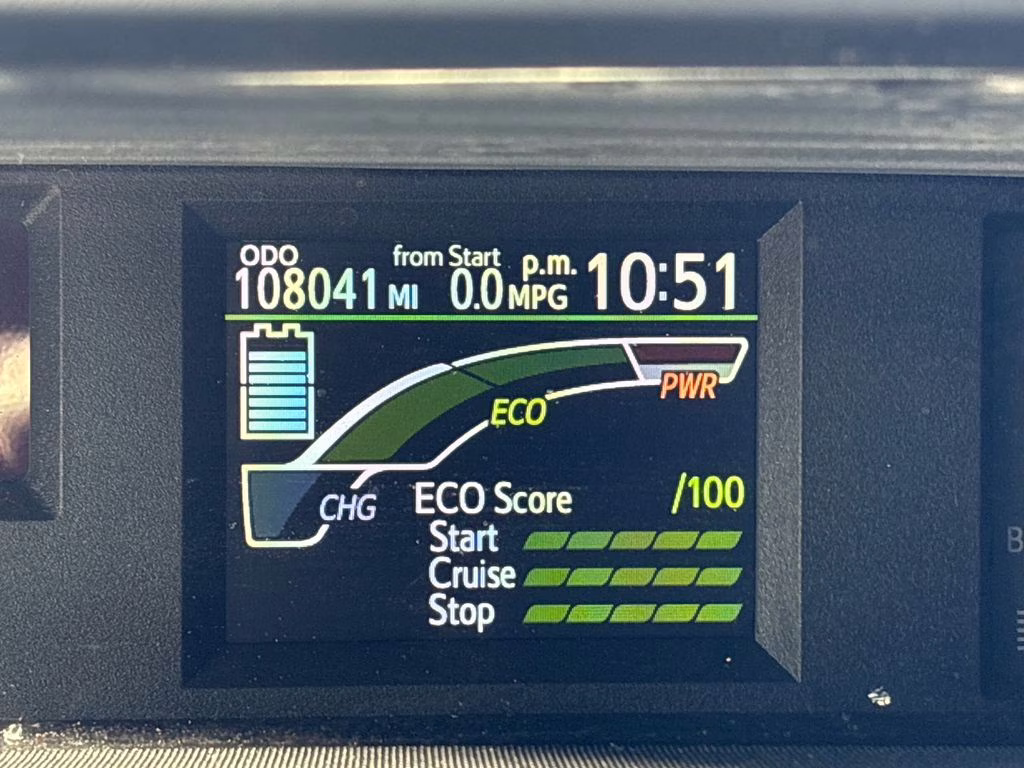 ODO from Start p.m. 10:51
108041 MI 0.0 MPG
PWR
ECO
CHG
ECO Score /100
Start
Cruise
Stop
B